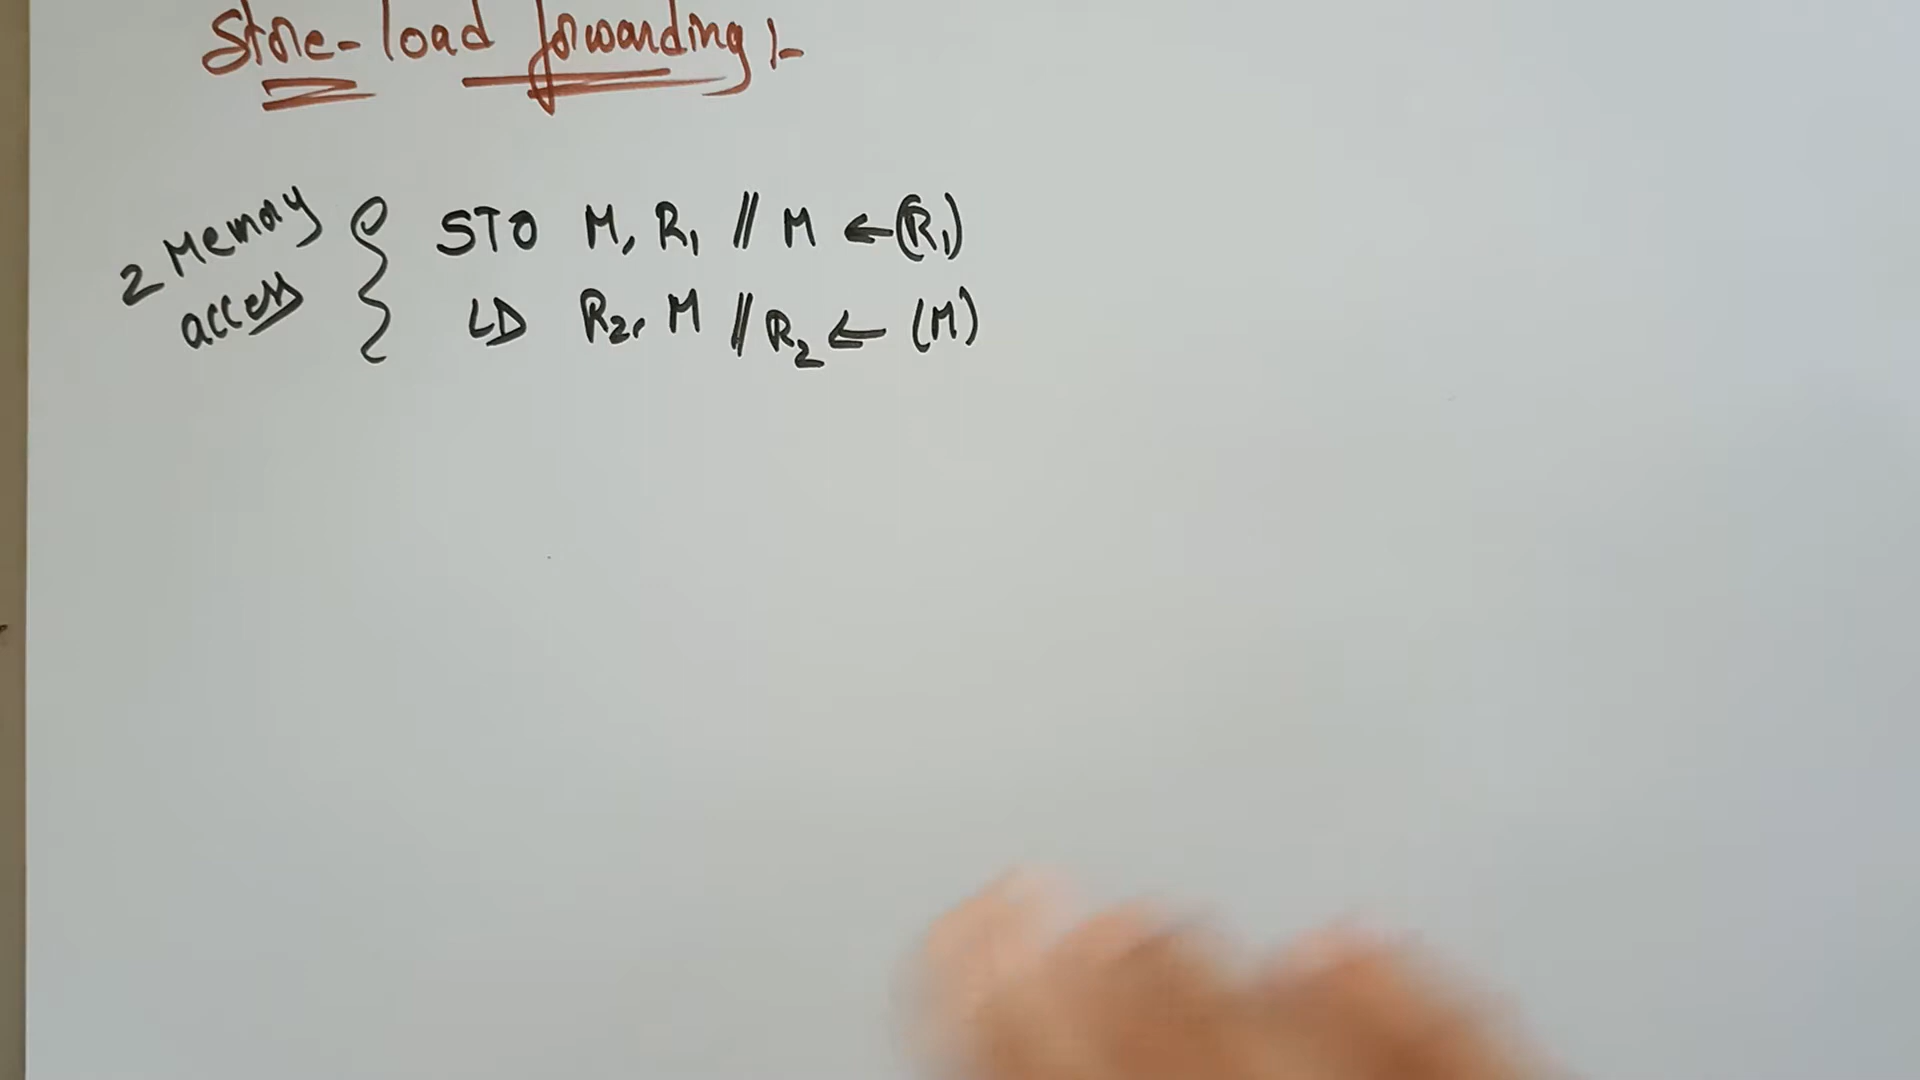 Store-load forwarding :-
2 Memory access
STO M, R₁ // M ← (R₁)
LD R₂, M // R₂ ← (M)